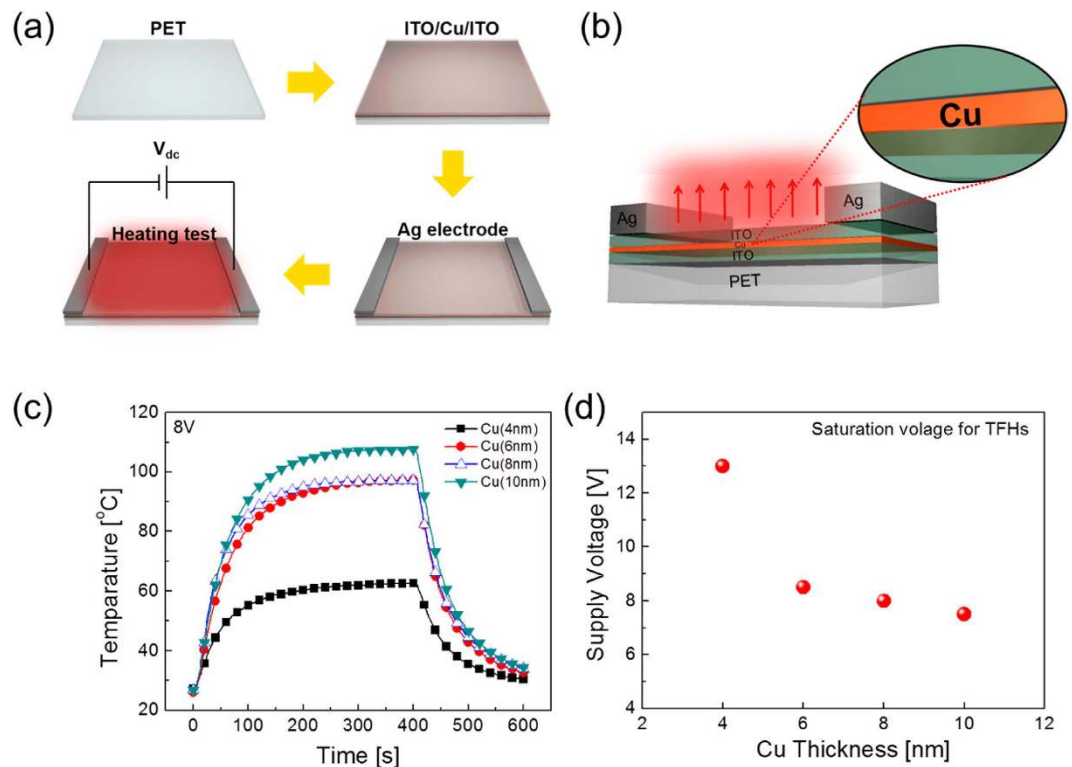 (a)
PET
ITO/Cu/ITO
Vdc
Heating test
Ag electrode
(b)
Cu
Ag
Ag
ITO
Cu
ITO
PET
(c)
8V
Cu(4nm)
Cu(6nm)
Cu(8nm)
Cu(10nm)
Temparature [°C]
120
100
80
60
40
20
0 100 200 300 400 500 600
Time [s]
(d)
Saturation volage for TFHs
Supply Voltage [V]
14
12
10
8
6
4
2 4 6 8 10 12
Cu Thickness [nm]